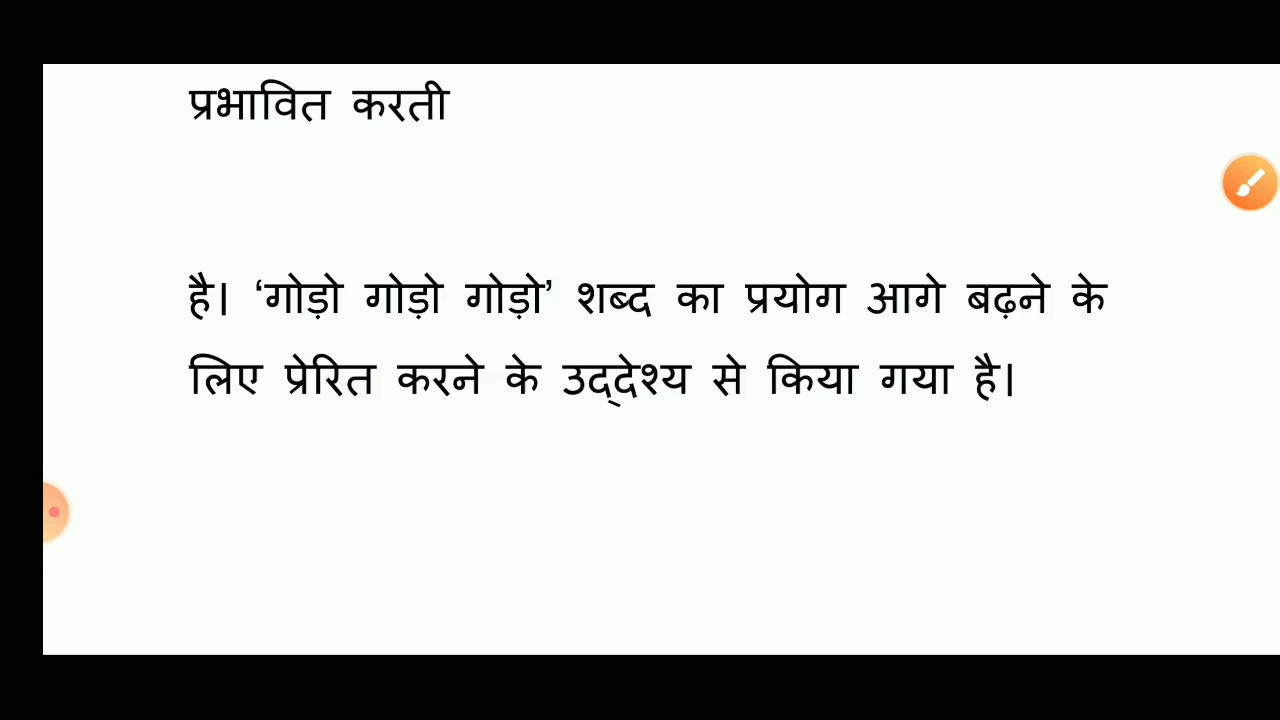 प्रभावित करती
है। ‘गोड़ो गोड़ो गोड़ो’ शब्द का प्रयोग आगे बढ़ने के
लिए प्रेरित करने के उद्‌देश्य से किया गया है।